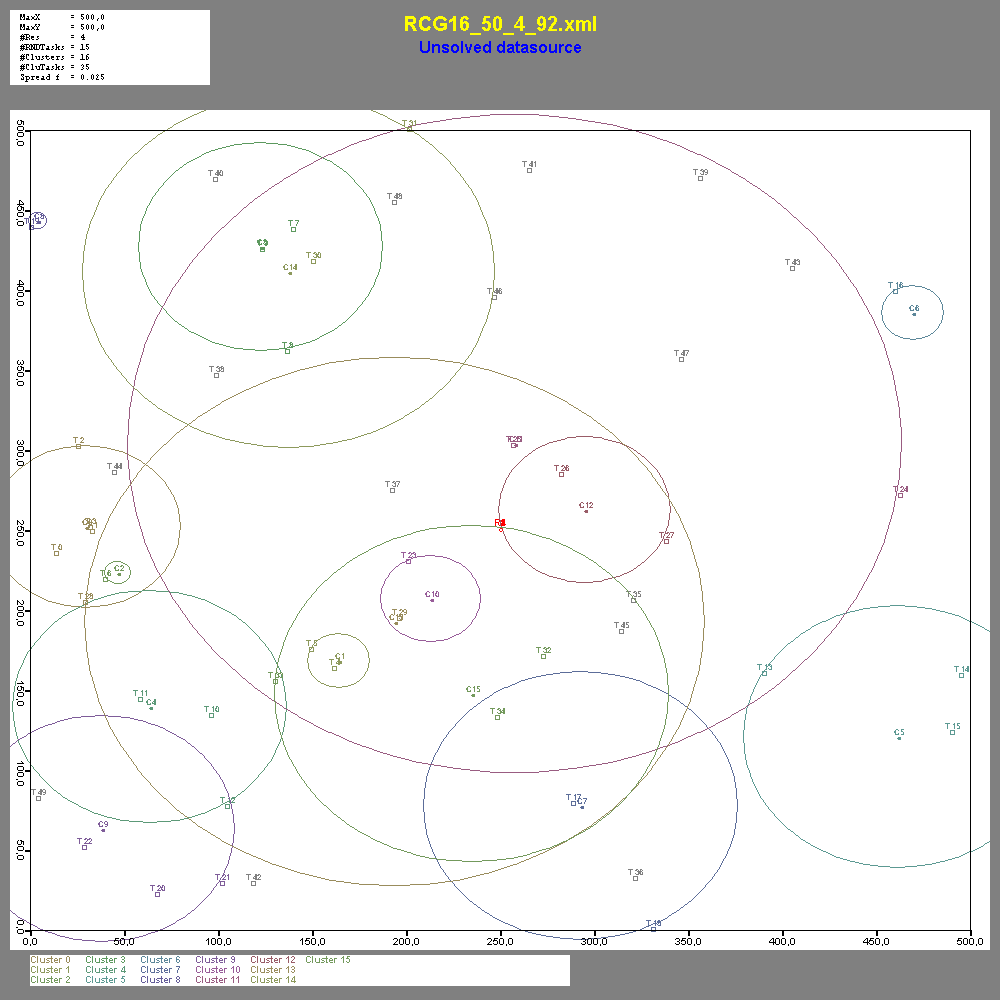 MaxX = 500,0
MaxY = 500,0
#Res = 4
#RNDTasks = 15
#Clusters = 16
#CluTasks = 35
Spread f = 0.025
RCG16_50_4_92.xml
Unsolved datasource
T 31
T 41
T 39
T 40
T 48
T 7
T 30
C14
T 43
T 46
T 16
C6
T 8
T 47
T 38
T 2
T 44
T 26
T 24
T 37
C12
T 27
T 0
C2
T 6
T 23
T 28
C10
T 35
T 29
T 45
T 5
C1
T 32
T 13
T 14
T 11
C4
T 10
C15
T 34
C5
T 15
T 49
T 12
T 17
C7
C9
T 22
T 20
T 21
T 42
T 36
T 18
500,0
450,0
400,0
350,0
300,0
250,0
200,0
150,0
100,0
50,0
0,0
0,0 50,0 100,0 150,0 200,0 250,0 300,0 350,0 400,0 450,0 500,0
Cluster 0 Cluster 3 Cluster 6 Cluster 9 Cluster 12 Cluster 15
Cluster 1 Cluster 4 Cluster 7 Cluster 10 Cluster 13
Cluster 2 Cluster 5 Cluster 8 Cluster 11 Cluster 14